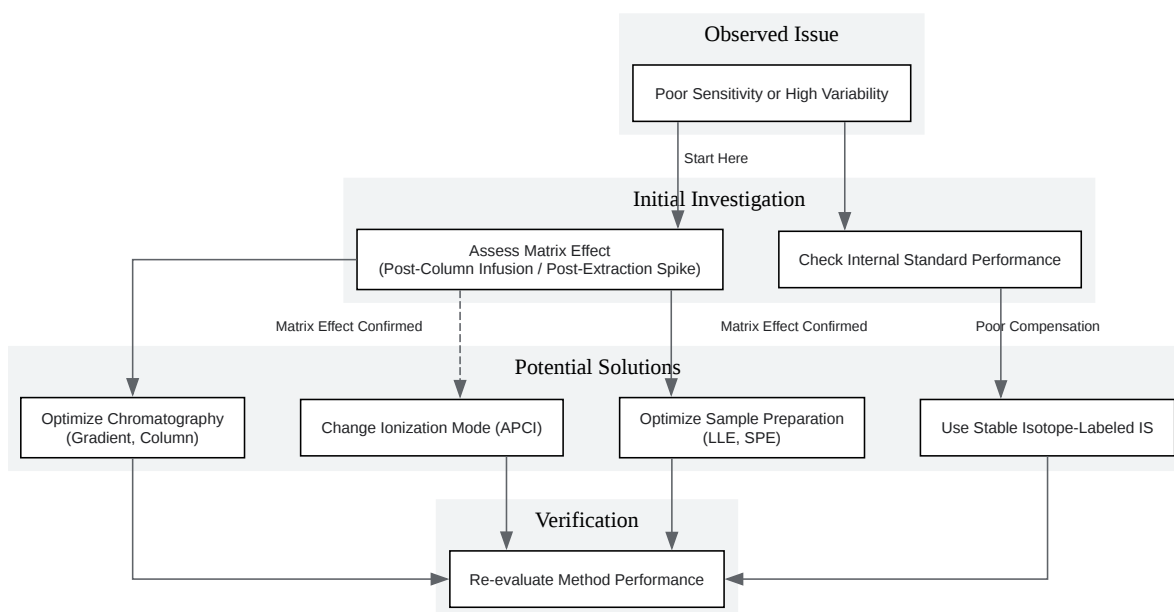 Observed Issue
Poor Sensitivity or High Variability
Start Here
Initial Investigation
Assess Matrix Effect
(Post-Column Infusion / Post-Extraction Spike)
Check Internal Standard Performance
Matrix Effect Confirmed
Matrix Effect Confirmed
Poor Compensation
Potential Solutions
Optimize Chromatography
(Gradient, Column)
Change Ionization Mode (APCI)
Optimize Sample Preparation
(LLE, SPE)
Use Stable Isotope-Labeled IS
Verification
Re-evaluate Method Performance